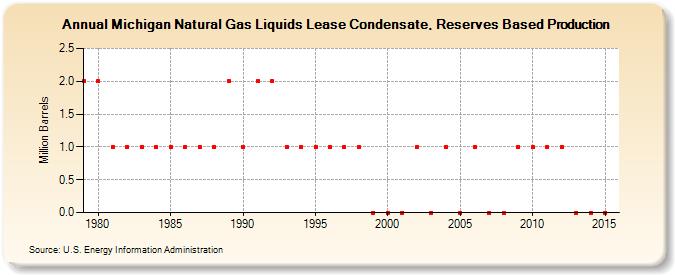 Annual Michigan Natural Gas Liquids Lease Condensate, Reserves Based Production
Million Barrels
2.5
2.0
1.5
1.0
0.5
0.0
1980 1985 1990 1995 2000 2005 2010 2015
Source: U.S. Energy Information Administration